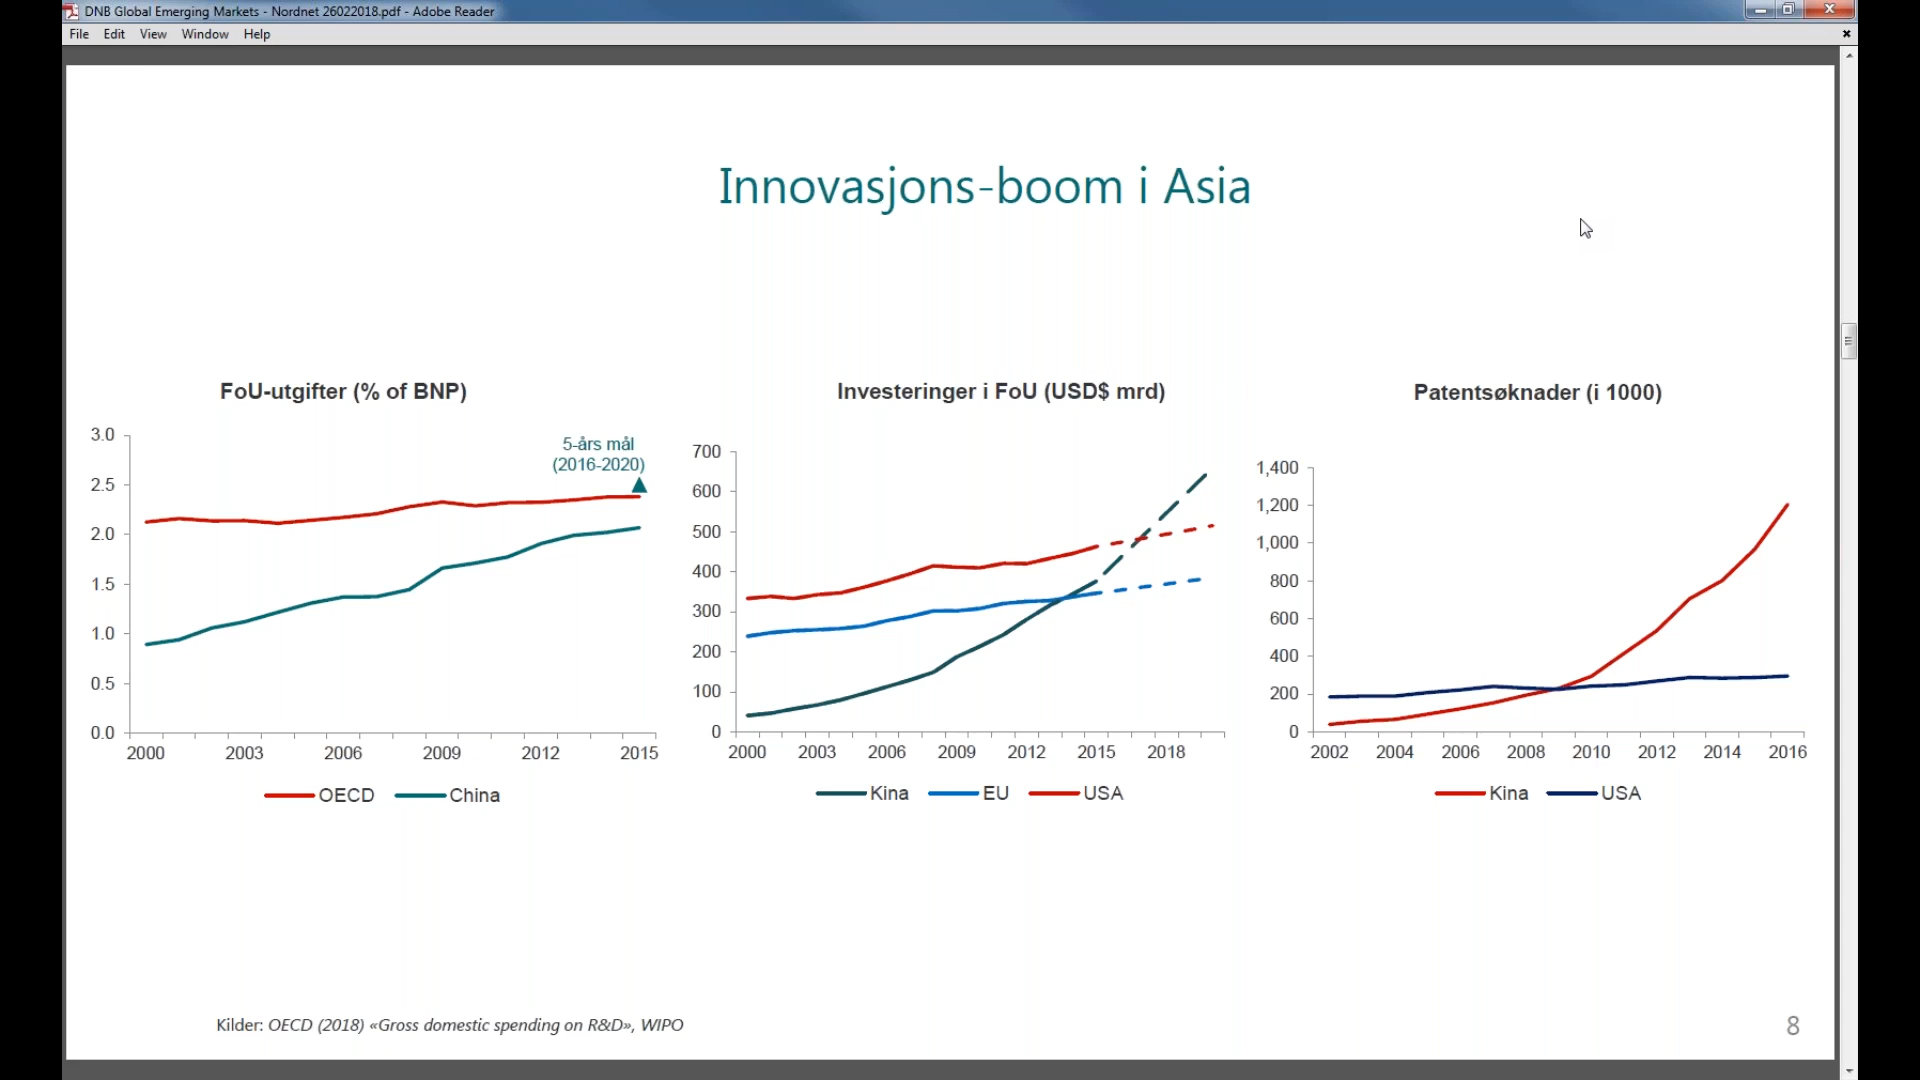 DNB Global Emerging Markets - Nordnet 26022018.pdf - Adobe Reader
File Edit View Window Help
Innovasjons-boom i Asia
FoU-utgifter (% of BNP)
3.0
2.5
2.0
1.5
1.0
0.5
0.0
5-års mål
(2016-2020)
2000 2003 2006 2009 2012 2015
OECD China
Investeringer i FoU (USD$ mrd)
700
600
500
400
300
200
100
0
2000 2003 2006 2009 2012 2015 2018
Kina EU USA
Patentsøknader (i 1000)
1,400
1,200
1,000
800
600
400
200
0
2002 2004 2006 2008 2010 2012 2014 2016
Kina USA
Kilder: OECD (2018) «Gross domestic spending on R&D», WIPO
8